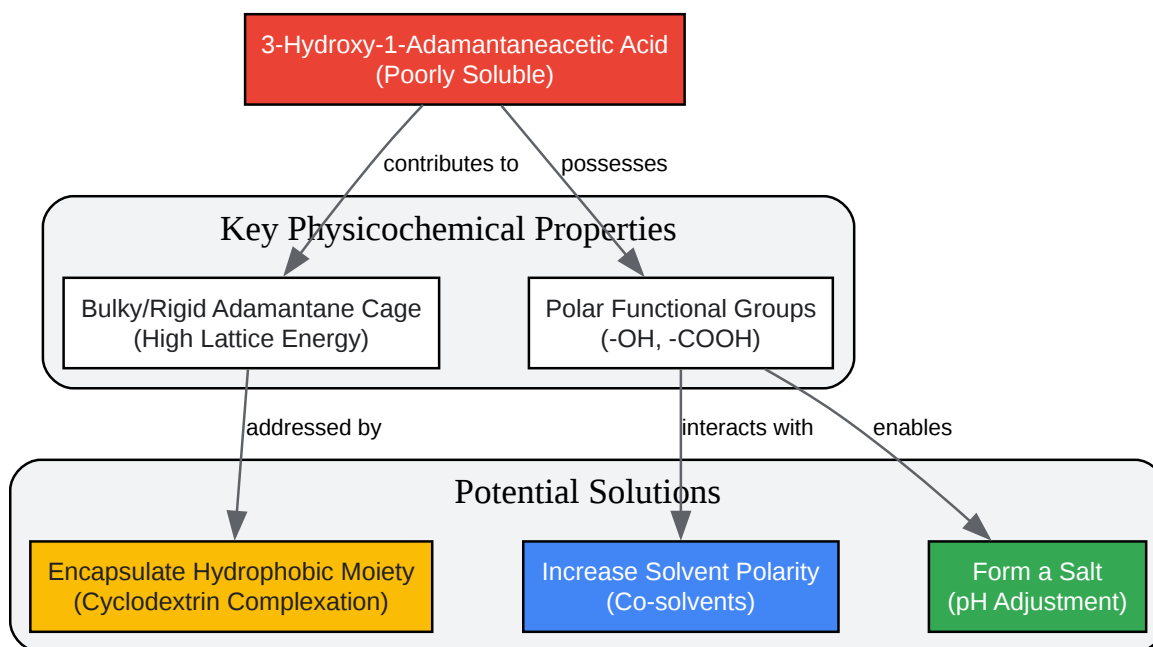 3-Hydroxy-1-Adamantaneacetic Acid
(Poorly Soluble)
contributes to
possesses
Key Physicochemical Properties
Bulky/Rigid Adamantane Cage
(High Lattice Energy)
Polar Functional Groups
(-OH, -COOH)
addressed by
interacts with
enables
Potential Solutions
Encapsulate Hydrophobic Moiety
(Cyclodextrin Complexation)
Increase Solvent Polarity
(Co-solvents)
Form a Salt
(pH Adjustment)